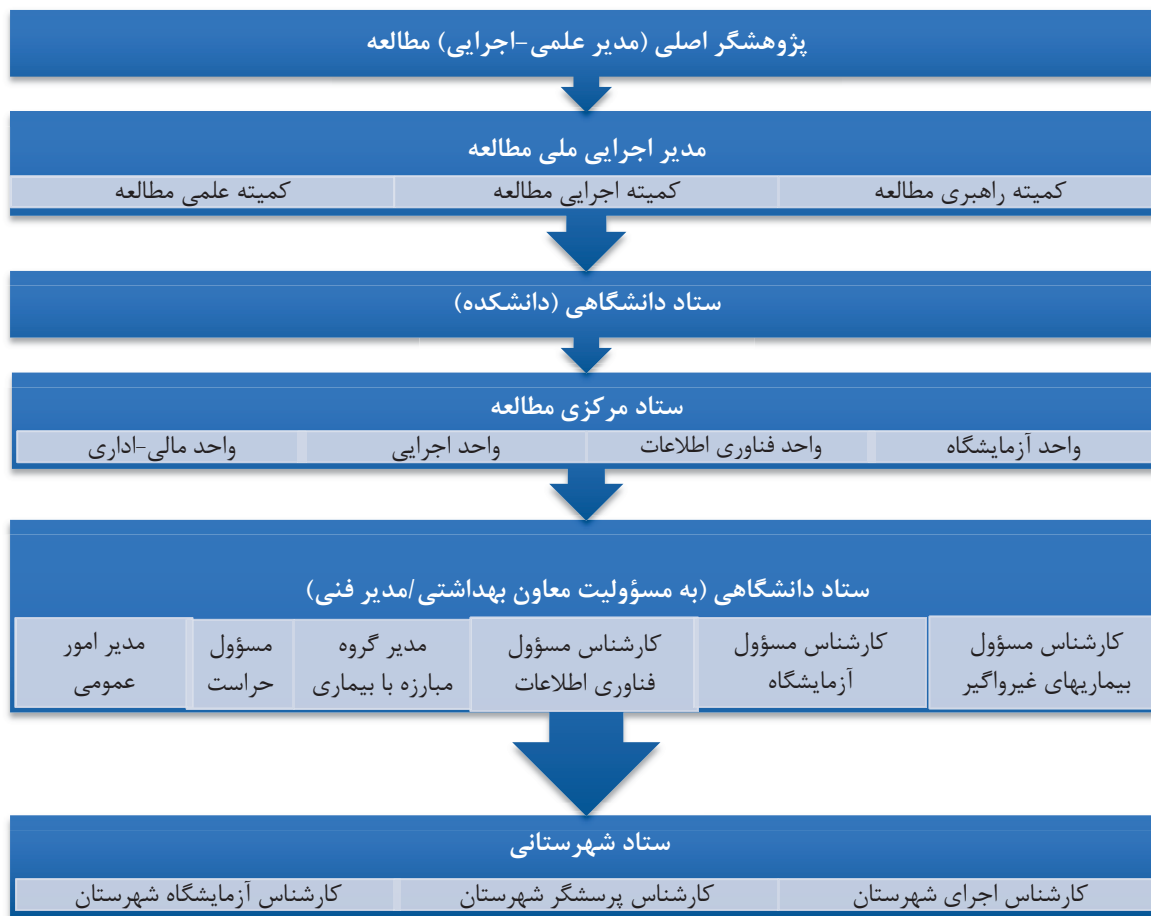 پژوهشگر اصلی (مدیر علمی-اجرایی) مطالعه
مدیر اجرایی ملی مطالعه
کمیته راهبری مطالعه
کمیته اجرایی مطالعه
کمیته علمی مطالعه
ستاد دانشگاهی (دانشکده)
ستاد مرکزی مطالعه
واحد آزمایشگاه
واحد فناوری اطلاعات
واحد اجرایی
واحد مالی-اداری
ستاد دانشگاهی (به مسؤولیت معاون بهداشتی/مدیر فنی)
کارشناس مسؤول
بیماریهای غیرواگیر
کارشناس مسؤول
آزمایشگاه
کارشناس مسؤول
فناوری اطلاعات
مدیر گروه
مبارزه با بیماری
مسؤول
حراست
مدیر امور
عمومی
ستاد شهرستانی
کارشناس اجرای شهرستان
کارشناس پرسشگر شهرستان
کارشناس آزمایشگاه شهرستان